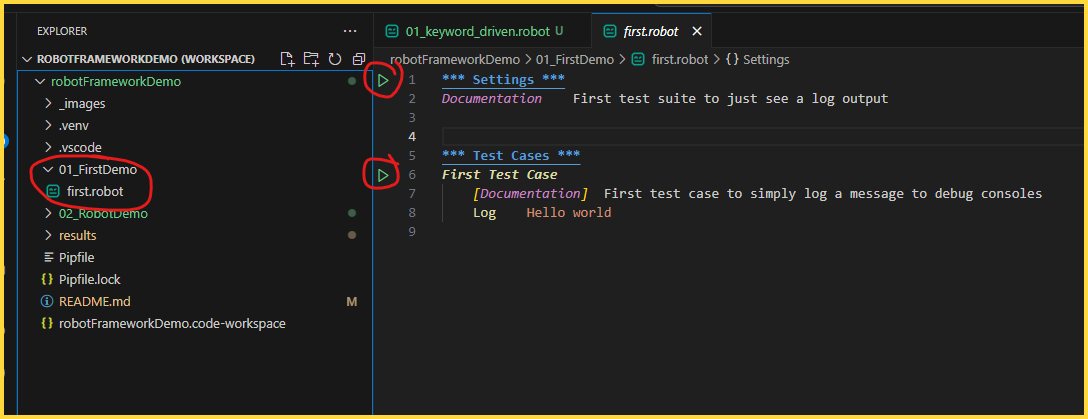 EXPLORER
ROBOTFRAMEWORKDEMO (WORKSPACE)
robotFrameworkDemo
_images
.venv
.vscode
01_FirstDemo
first.robot
02_RobotDemo
results
Pipfile
{} Pipfile.lock
README.md M
{} robotFrameworkDemo.code-workspace
01_keyword_driven.robot U
first.robot
robotFrameworkDemo > 01_FirstDemo > first.robot > {} Settings
1 *** Settings ***
2 Documentation    First test suite to just see a log output
3
4
5 *** Test Cases ***
6 First Test Case
7     [Documentation]  First test case to simply log a message to debug consoles
8     Log    Hello world
9